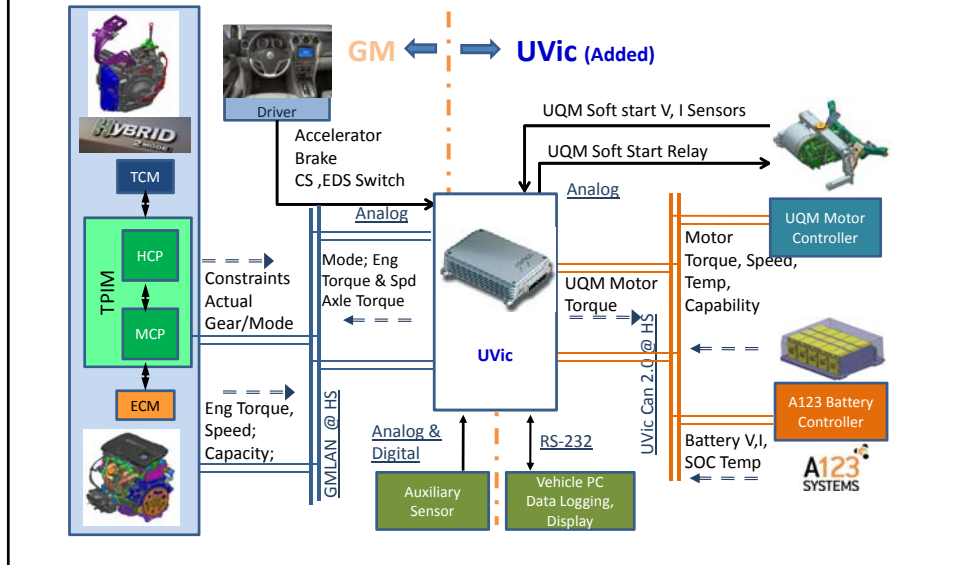 GM
UVic (Added)
HYBRID
2 MODE
Driver
UQM Soft start V, I Sensors
Accelerator
Brake
CS ,EDS Switch
UQM Soft Start Relay
TCM
Analog
Analog
UQM Motor
Controller
TPIM
HCP
MCP
Constraints
Actual
Gear/Mode
Mode; Eng
Torque & Spd
Axle Torque
UQM Motor
Torque
Motor
Torque, Speed,
Temp,
Capability
UVic
ECM
Eng Torque,
Speed;
Capacity;
GMLAN @ HS
UVic Can 2.0 @ HS
Analog &
Digital
RS-232
A123 Battery
Controller
Battery V,I,
SOC Temp
A123
SYSTEMS
Auxiliary
Sensor
Vehicle PC
Data Logging,
Display